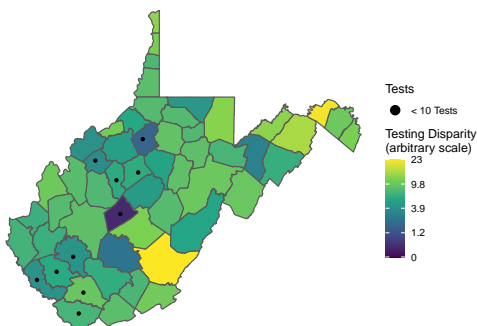 Tests
< 10 Tests
Testing Disparity
(arbitrary scale)
23
9.8
3.9
1.2
0